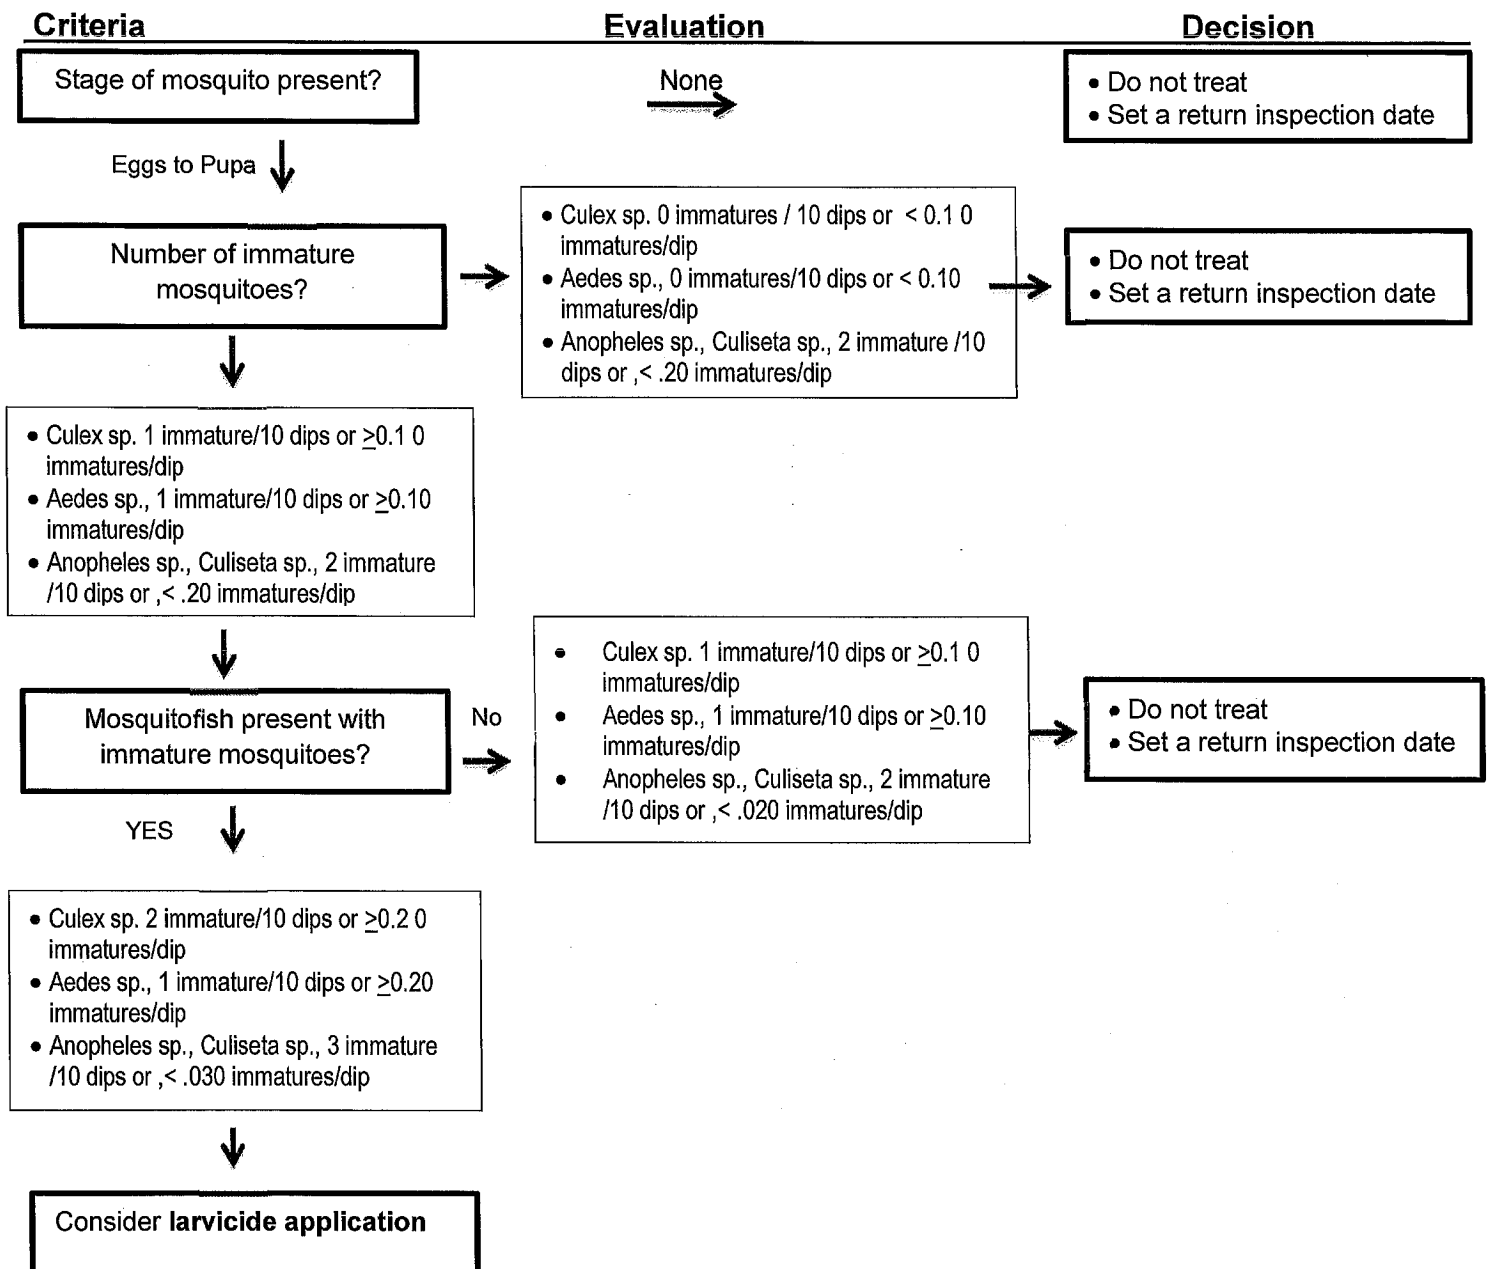 Criteria
Evaluation
Decision
Stage of mosquito present?
None
• Do not treat
• Set a return inspection date
Eggs to Pupa
Number of immature
mosquitoes?
• Culex sp. 0 immatures / 10 dips or < 0.1 0
immatures/dip
• Aedes sp., 0 immatures/10 dips or < 0.10
immatures/dip
• Anopheles sp., Culiseta sp., 2 immature /10
dips or ,< .20 immatures/dip
• Do not treat
• Set a return inspection date
• Culex sp. 1 immature/10 dips or ≥0.1 0
immatures/dip
• Aedes sp., 1 immature/10 dips or ≥0.10
immatures/dip
• Anopheles sp., Culiseta sp., 2 immature
/10 dips or ,< .20 immatures/dip
Mosquitofish present with
immature mosquitoes?
No
• Culex sp. 1 immature/10 dips or ≥0.1 0
immatures/dip
• Aedes sp., 1 immature/10 dips or ≥0.10
immatures/dip
• Anopheles sp., Culiseta sp., 2 immature
/10 dips or ,< .020 immatures/dip
• Do not treat
• Set a return inspection date
YES
• Culex sp. 2 immature/10 dips or ≥0.2 0
immatures/dip
• Aedes sp., 1 immature/10 dips or ≥0.20
immatures/dip
• Anopheles sp., Culiseta sp., 3 immature
/10 dips or ,< .030 immatures/dip
Consider larvicide application